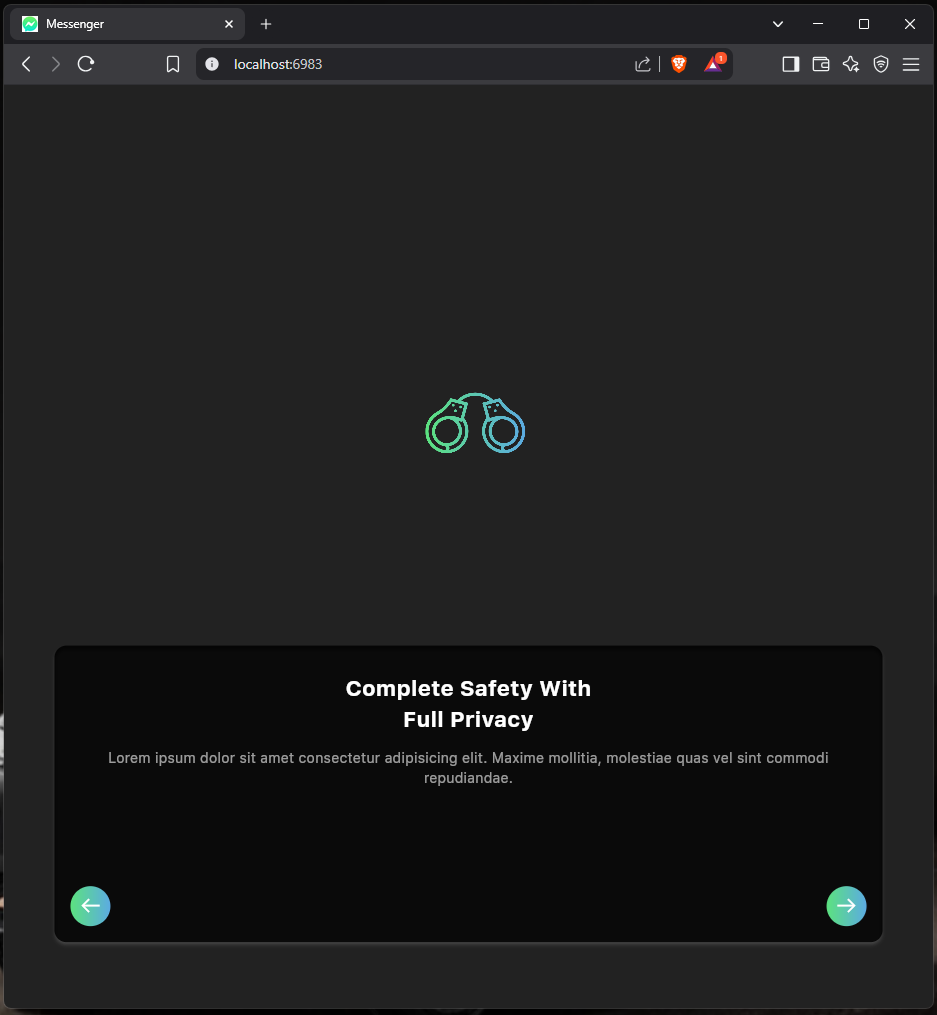 Messenger
localhost:6983
1
Complete Safety With
Full Privacy
Lorem ipsum dolor sit amet consectetur adipisicing elit. Maxime mollitia, molestiae quas vel sint commodi
repudiandae.